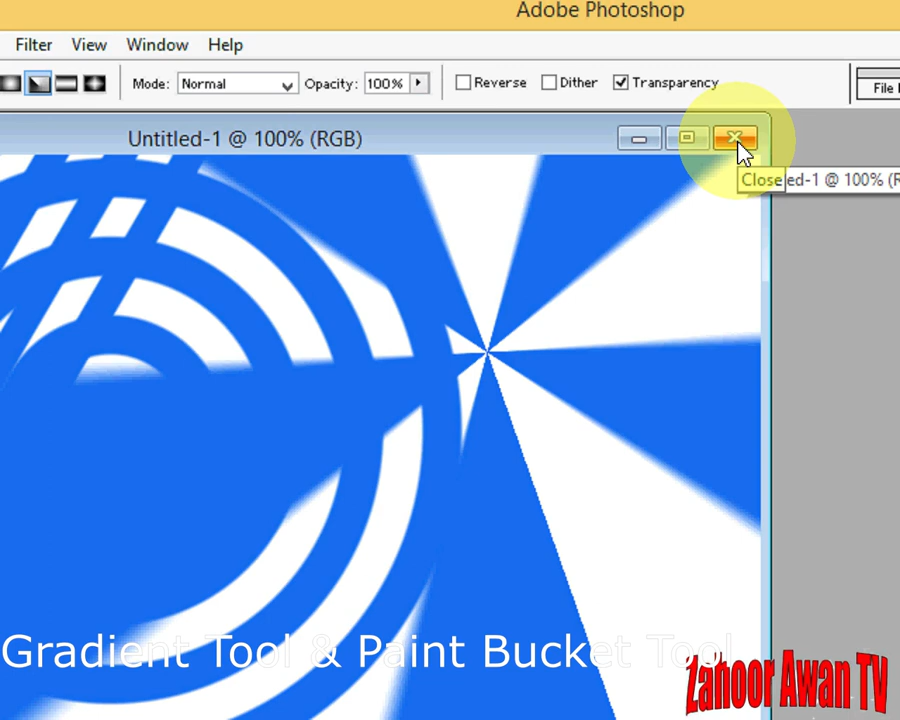 Adobe Photoshop
Filter View Window Help
Mode: Normal Opacity: 100% Reverse Dither Transparency File
Untitled-1 @ 100% (RGB)
Close ed-1 @ 100% (R
Gradient Tool & Paint Bucket Tool
Zahoor Awan TV